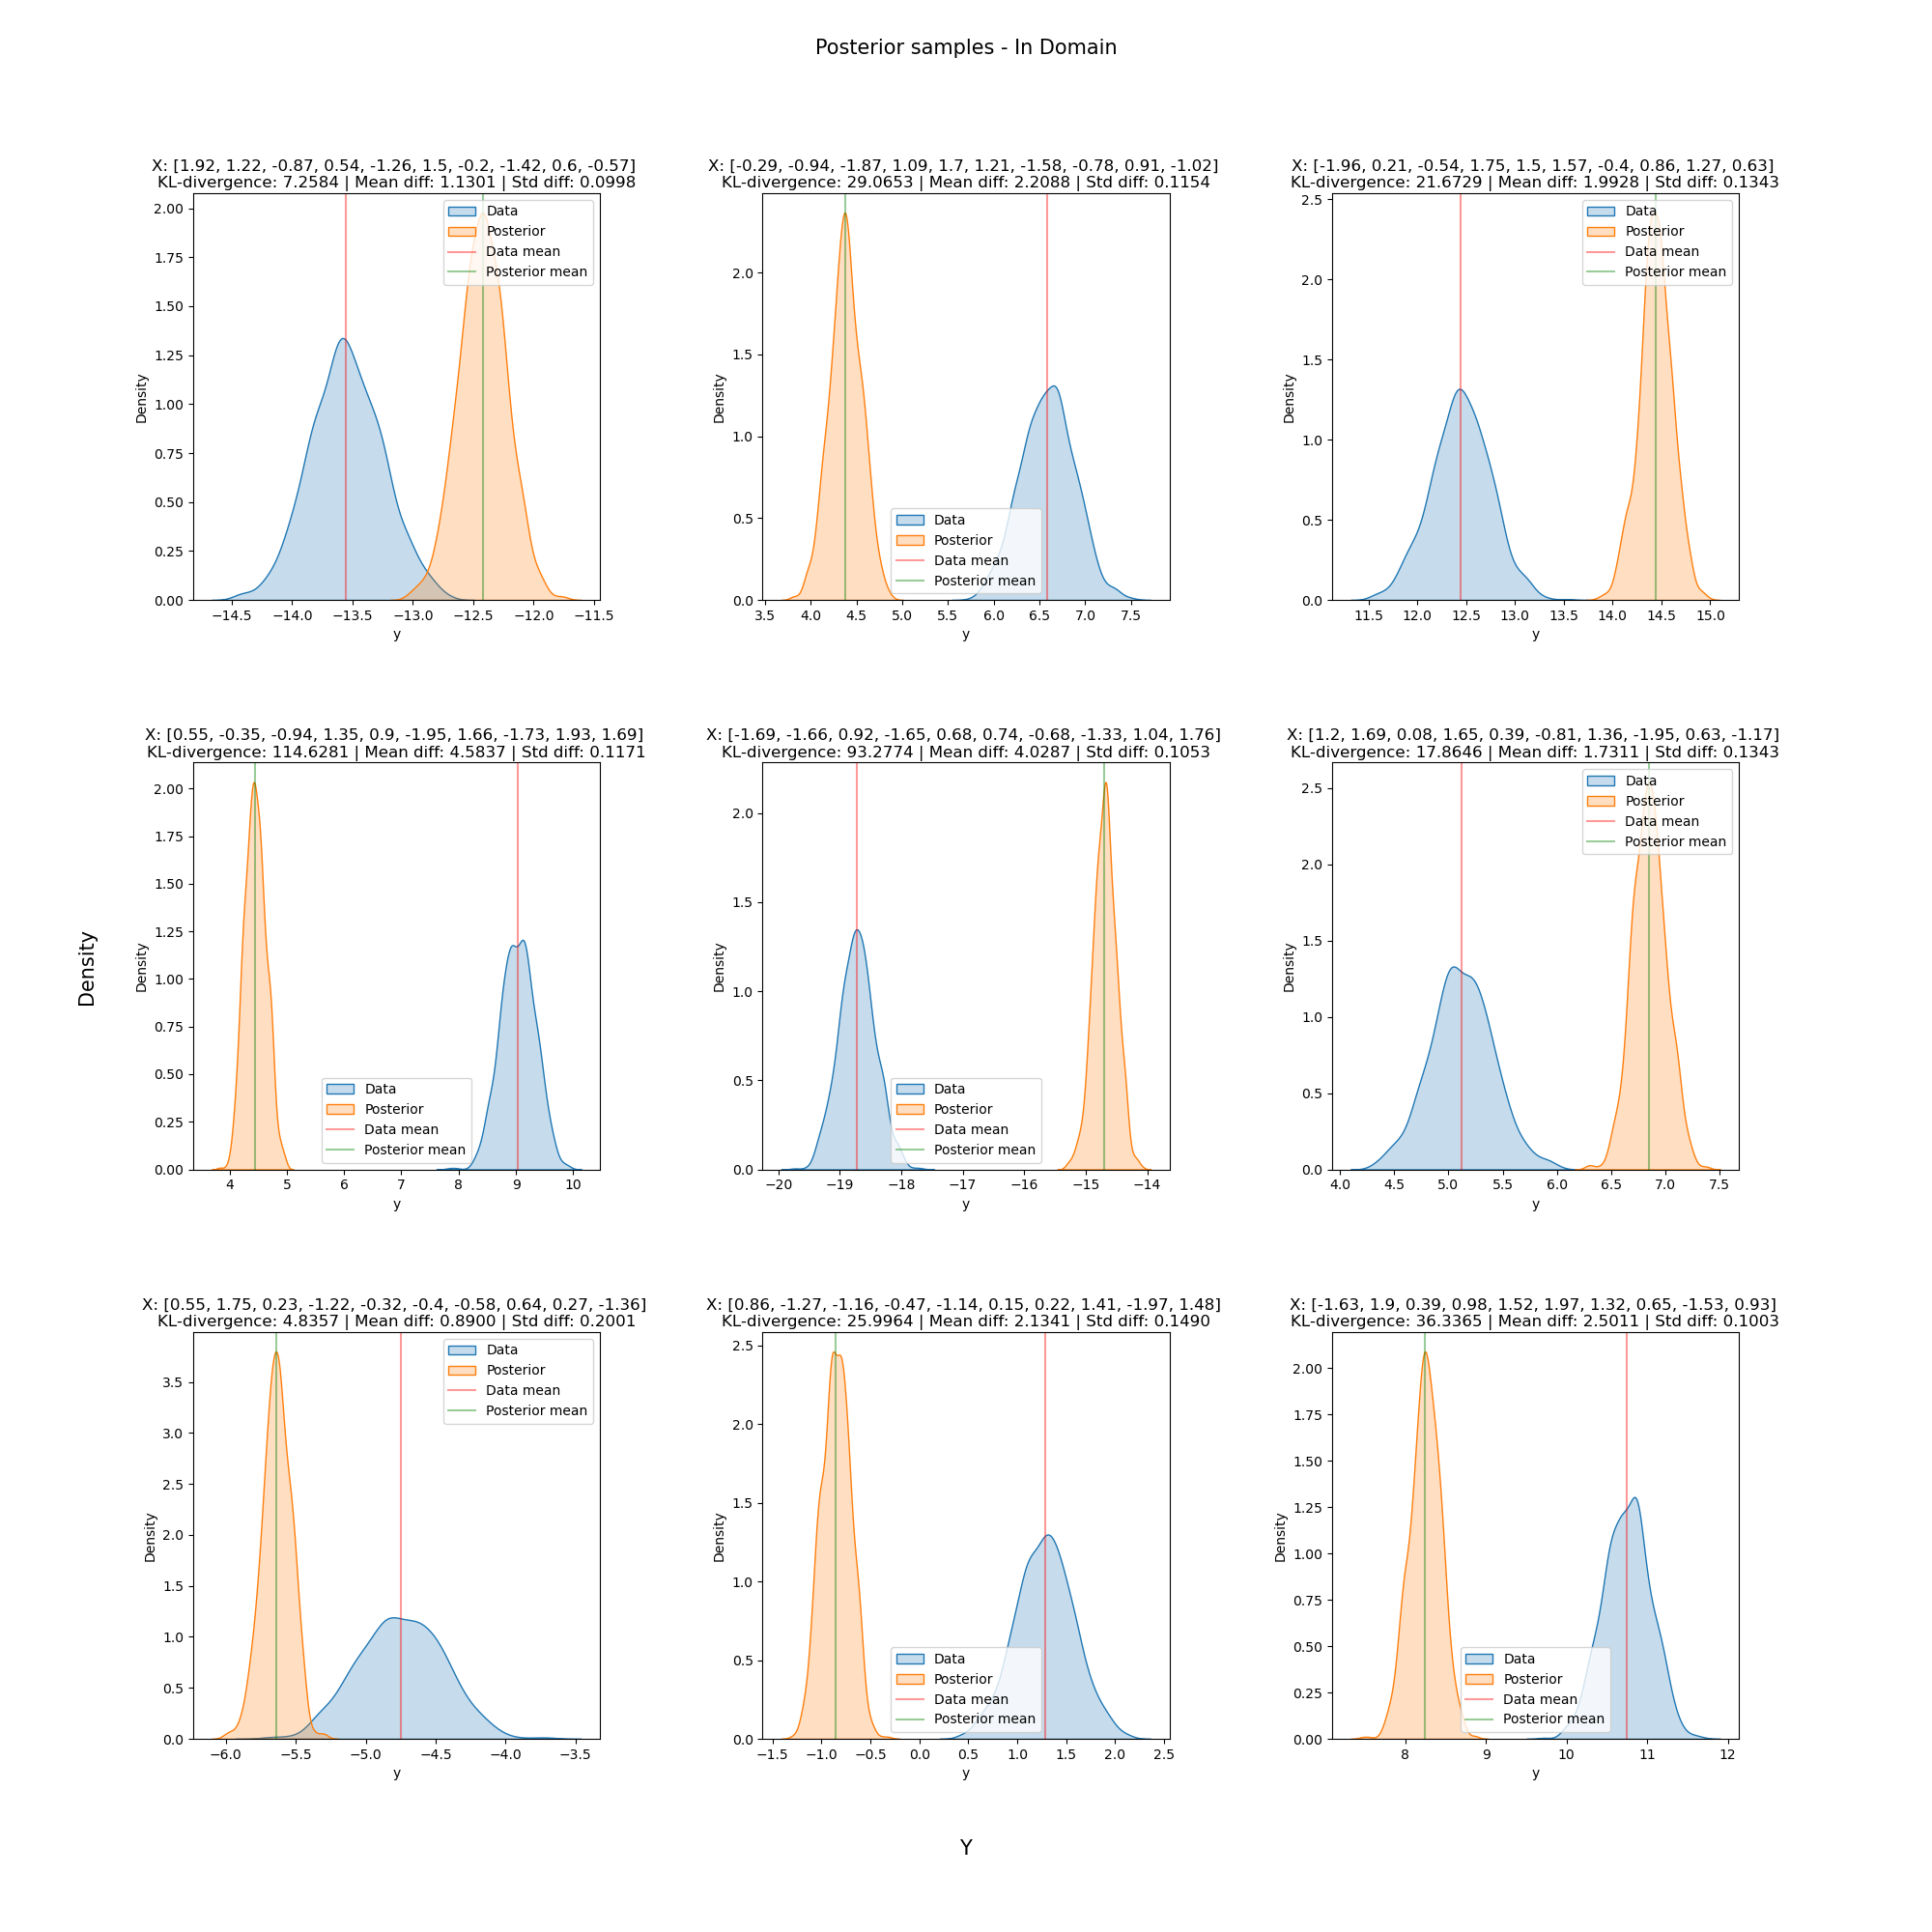 Posterior samples - In Domain
X: [1.92, 1.22, -0.87, 0.54, -1.26, 1.5, -0.2, -1.42, 0.6, -0.57]
KL-divergence: 7.2584 | Mean diff: 1.1301 | Std diff: 0.0998
Data
Posterior
Data mean
Posterior mean
Density
2.00
1.75
1.50
1.25
1.00
0.75
0.50
0.25
0.00
−14.5 −14.0 −13.5 −13.0 −12.5 −12.0 −11.5
y
X: [-0.29, -0.94, -1.87, 1.09, 1.7, 1.21, -1.58, -0.78, 0.91, -1.02]
KL-divergence: 29.0653 | Mean diff: 2.2088 | Std diff: 0.1154
Density
2.0
1.5
1.0
0.5
0.0
Data
Posterior
Data mean
Posterior mean
3.5 4.0 4.5 5.0 5.5 6.0 6.5 7.0 7.5
y
X: [-1.96, 0.21, -0.54, 1.75, 1.5, 1.57, -0.4, 0.86, 1.27, 0.63]
KL-divergence: 21.6729 | Mean diff: 1.9928 | Std diff: 0.1343
Data
Posterior
Data mean
Posterior mean
Density
2.5
2.0
1.5
1.0
0.5
0.0
11.5 12.0 12.5 13.0 13.5 14.0 14.5 15.0
y
Density
X: [0.55, -0.35, -0.94, 1.35, 0.9, -1.95, 1.66, -1.73, 1.93, 1.69]
KL-divergence: 114.6281 | Mean diff: 4.5837 | Std diff: 0.1171
Density
2.00
1.75
1.50
1.25
1.00
0.75
0.50
0.25
0.00
Data
Posterior
Data mean
Posterior mean
4 5 6 7 8 9 10
y
X: [-1.69, -1.66, 0.92, -1.65, 0.68, 0.74, -0.68, -1.33, 1.04, 1.76]
KL-divergence: 93.2774 | Mean diff: 4.0287 | Std diff: 0.1053
Density
2.0
1.5
1.0
0.5
0.0
Data
Posterior
Data mean
Posterior mean
−20 −19 −18 −17 −16 −15 −14
y
X: [1.2, 1.69, 0.08, 1.65, 0.39, -0.81, 1.36, -1.95, 0.63, -1.17]
KL-divergence: 17.8646 | Mean diff: 1.7311 | Std diff: 0.1343
Data
Posterior
Data mean
Posterior mean
Density
2.5
2.0
1.5
1.0
0.5
0.0
4.0 4.5 5.0 5.5 6.0 6.5 7.0 7.5
y
X: [0.55, 1.75, 0.23, -1.22, -0.32, -0.4, -0.58, 0.64, 0.27, -1.36]
KL-divergence: 4.8357 | Mean diff: 0.8900 | Std diff: 0.2001
Data
Posterior
Data mean
Posterior mean
Density
3.5
3.0
2.5
2.0
1.5
1.0
0.5
0.0
−6.0 −5.5 −5.0 −4.5 −4.0 −3.5
y
X: [0.86, -1.27, -1.16, -0.47, -1.14, 0.15, 0.22, 1.41, -1.97, 1.48]
KL-divergence: 25.9964 | Mean diff: 2.1341 | Std diff: 0.1490
Density
2.5
2.0
1.5
1.0
0.5
0.0
Data
Posterior
Data mean
Posterior mean
−1.5 −1.0 −0.5 0.0 0.5 1.0 1.5 2.0 2.5
y
X: [-1.63, 1.9, 0.39, 0.98, 1.52, 1.97, 1.32, 0.65, -1.53, 0.93]
KL-divergence: 36.3365 | Mean diff: 2.5011 | Std diff: 0.1003
Density
2.00
1.75
1.50
1.25
1.00
0.75
0.50
0.25
0.00
Data
Posterior
Data mean
Posterior mean
8 9 10 11 12
y
Y